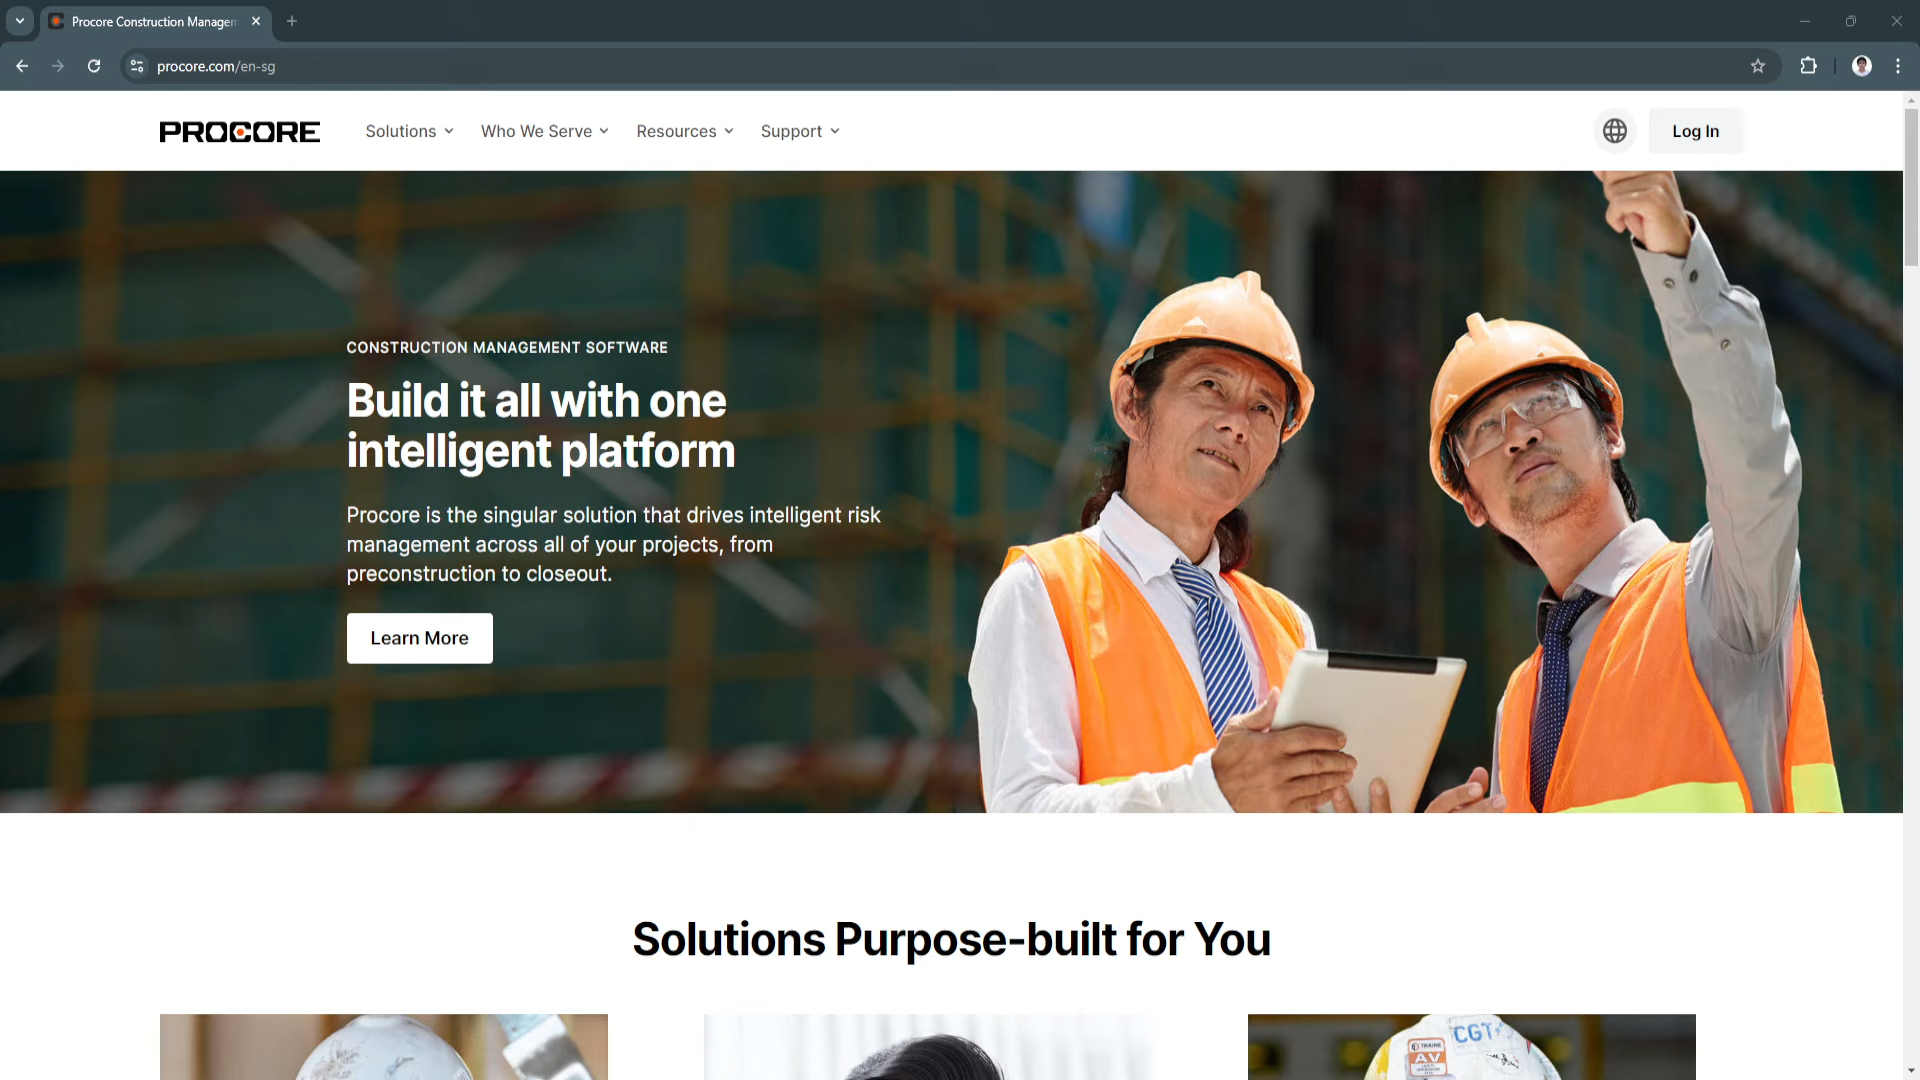 Procore Construction Managem
procore.com/en-sg
PROCORE
Solutions
Who We Serve
Resources
Support
Log In
CONSTRUCTION MANAGEMENT SOFTWARE
Build it all with one
intelligent platform
Procore is the singular solution that drives intelligent risk
management across all of your projects, from
preconstruction to closeout.
Learn More
Solutions Purpose-built for You
CGT
TRAINE
AV